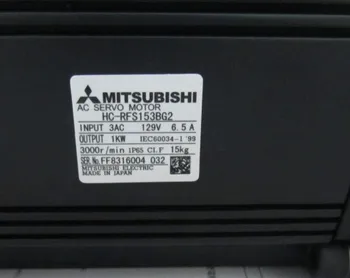 MITSUBISHI
AC SERVO MOTOR
HC-RFS153BG2
INPUT 3AC 129V 6.5A
OUTPUT 1KW IEC60034-1 '99
3000r/min IP65 Cl.F 15kg
SER.No.FF8316004 032
MITSUBISHI ELECTRIC
MADE IN JAPAN